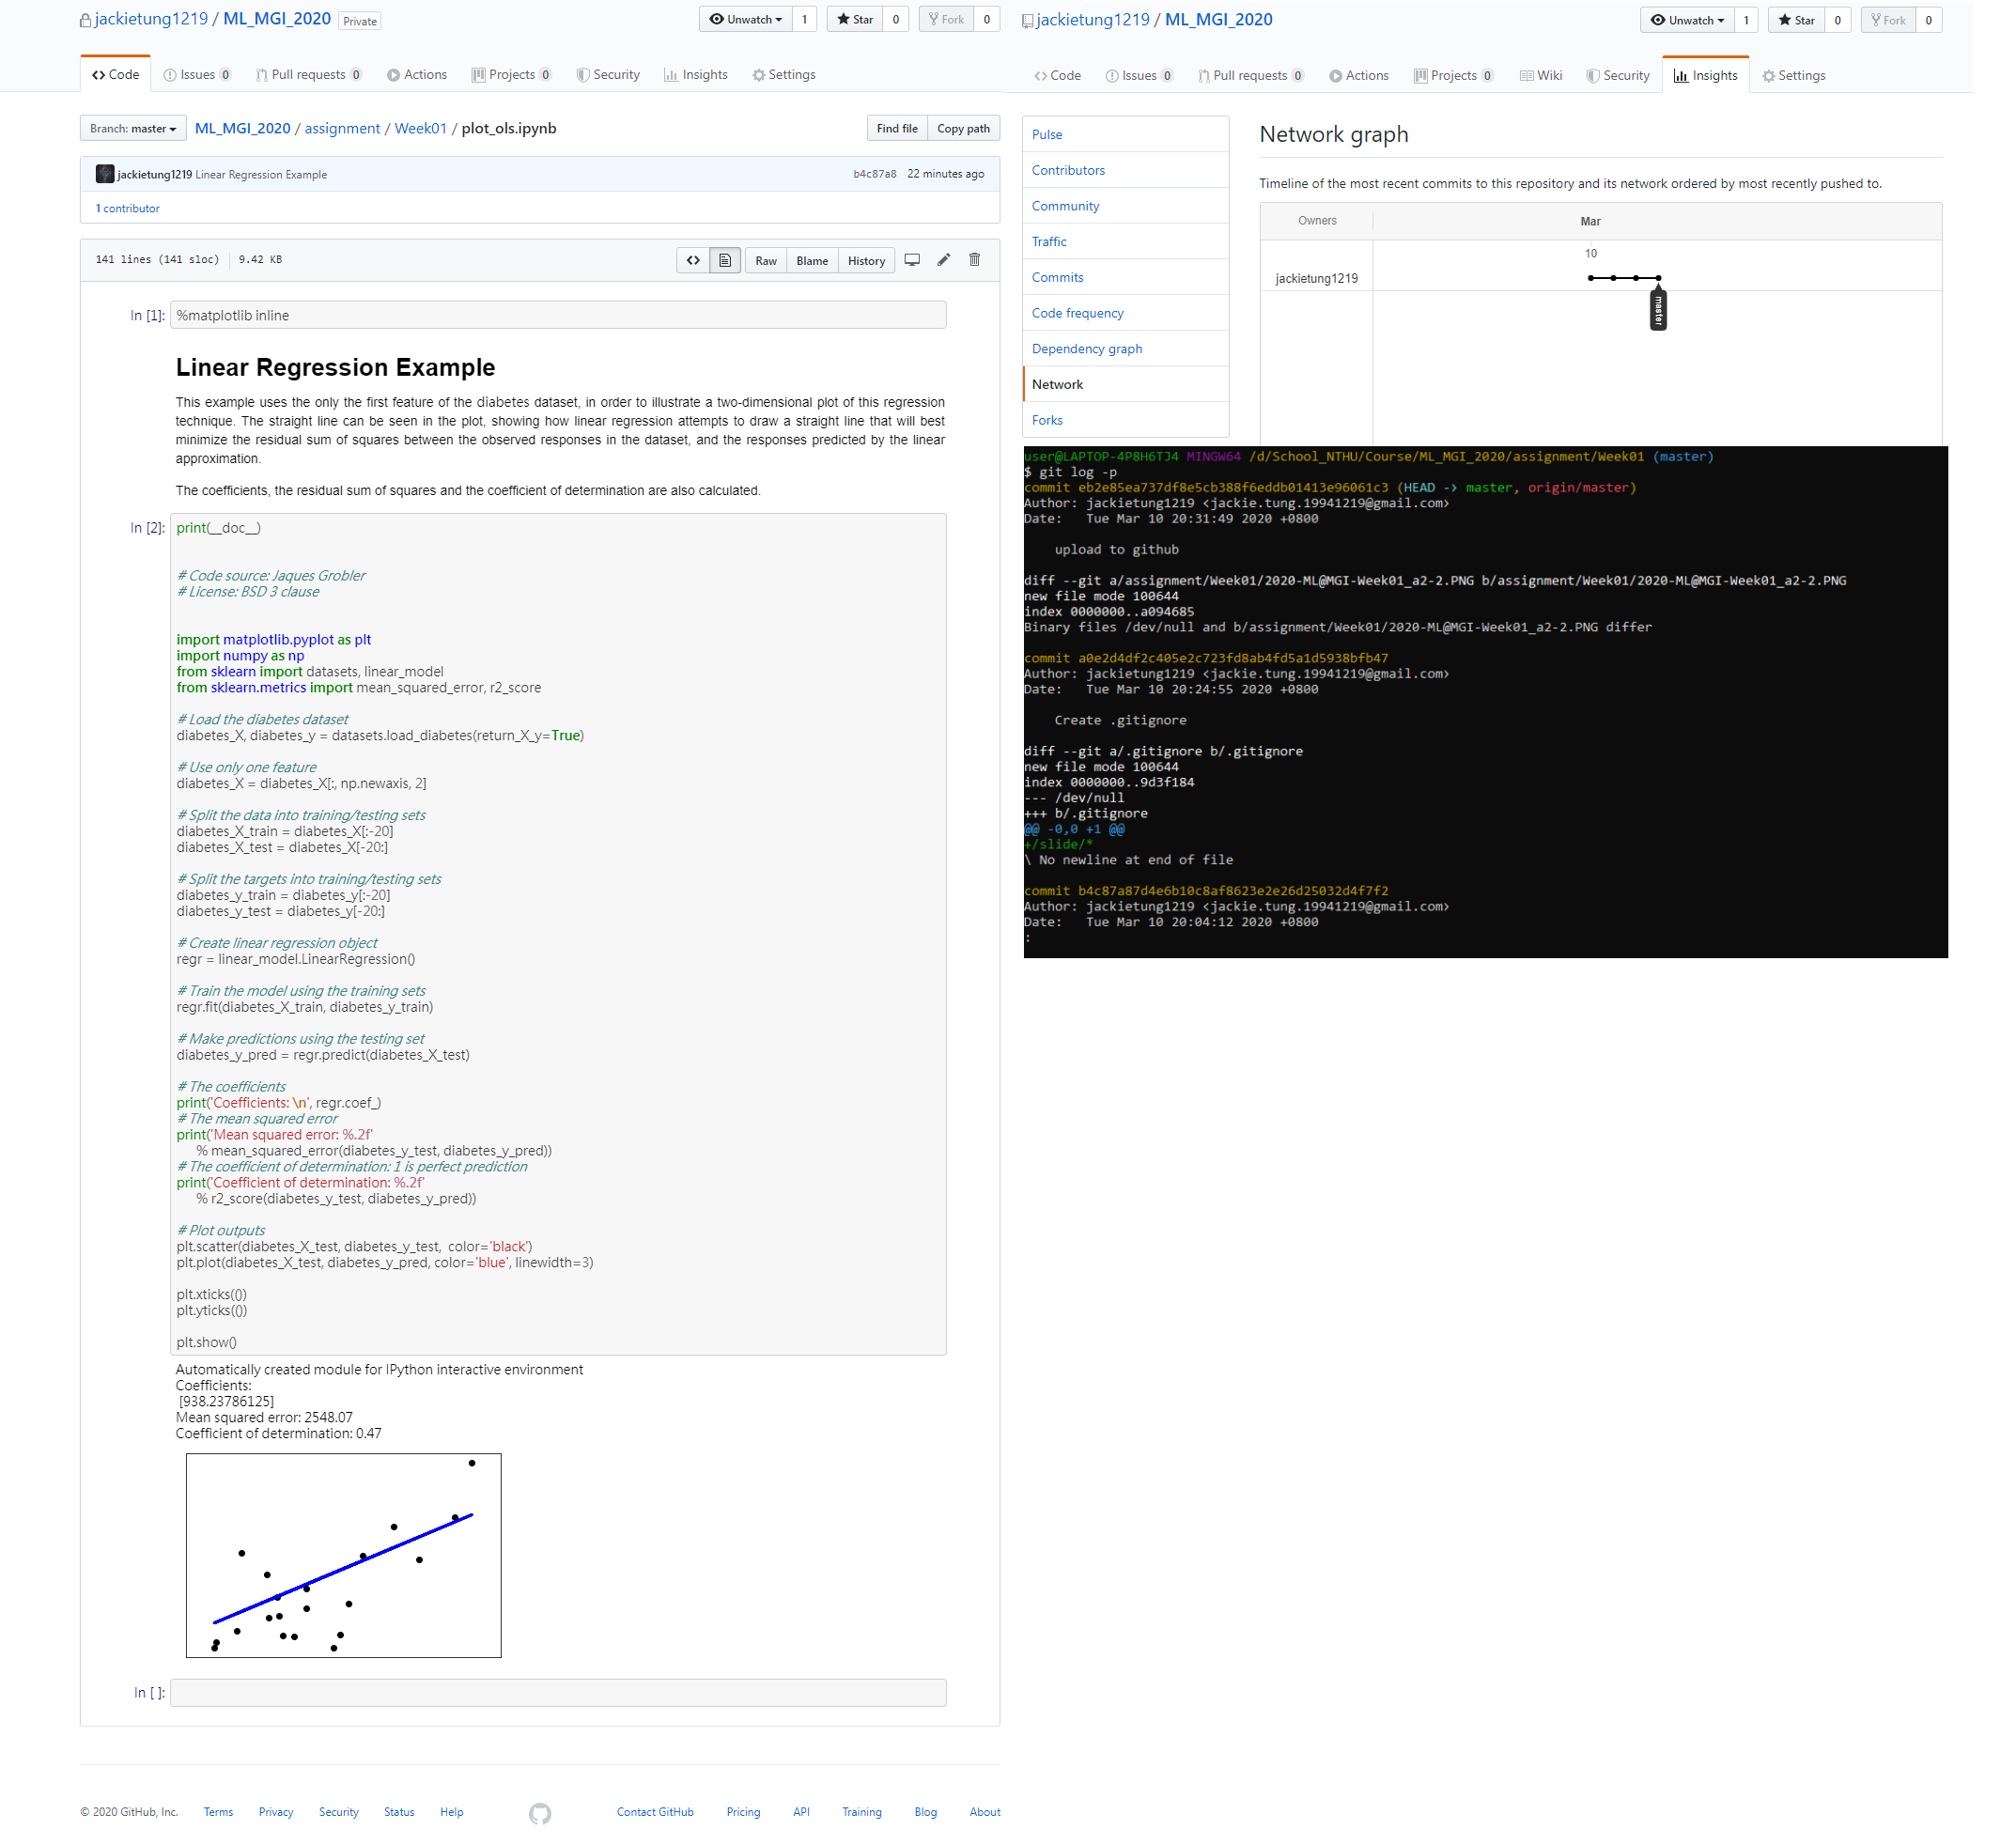 jackietung1219 / ML_MGI_2020 Private
Unwatch 1 Star 0 Fork 0
Code Issues 0 Pull requests 0 Actions Projects 0 Security Insights Settings
Branch: master ML_MGI_2020 / assignment / Week01 / plot_ols.ipynb Find file Copy path
jackietung1219 Linear Regression Example b4c87a8 22 minutes ago
1 contributor
141 lines (141 sloc) 9.42 KB Raw Blame History
In [1]: %matplotlib inline
Linear Regression Example
This example uses the only the first feature of the diabetes dataset, in order to illustrate a two-dimensional plot of this regression
technique. The straight line can be seen in the plot, showing how linear regression attempts to draw a straight line that will best
minimize the residual sum of squares between the observed responses in the dataset, and the responses predicted by the linear
approximation.
The coefficients, the residual sum of squares and the coefficient of determination are also calculated.
In [2]: print(__doc__)
# Code source: Jaques Grobler
# License: BSD 3 clause
import matplotlib.pyplot as plt
import numpy as np
from sklearn import datasets, linear_model
from sklearn.metrics import mean_squared_error, r2_score
# Load the diabetes dataset
diabetes_X, diabetes_y = datasets.load_diabetes(return_X_y=True)
# Use only one feature
diabetes_X = diabetes_X[:, np.newaxis, 2]
# Split the data into training/testing sets
diabetes_X_train = diabetes_X[:-20]
diabetes_X_test = diabetes_X[-20:]
# Split the targets into training/testing sets
diabetes_y_train = diabetes_y[:-20]
diabetes_y_test = diabetes_y[-20:]
# Create linear regression object
regr = linear_model.LinearRegression()
# Train the model using the training sets
regr.fit(diabetes_X_train, diabetes_y_train)
# Make predictions using the testing set
diabetes_y_pred = regr.predict(diabetes_X_test)
# The coefficients
print('Coefficients: \n', regr.coef_)
# The mean squared error
print('Mean squared error: %.2f'
% mean_squared_error(diabetes_y_test, diabetes_y_pred))
# The coefficient of determination: 1 is perfect prediction
print('Coefficient of determination: %.2f'
% r2_score(diabetes_y_test, diabetes_y_pred))
# Plot outputs
plt.scatter(diabetes_X_test, diabetes_y_test, color='black')
plt.plot(diabetes_X_test, diabetes_y_pred, color='blue', linewidth=3)
plt.xticks(())
plt.yticks(())
plt.show()
Automatically created module for IPython interactive environment
Coefficients:
[938.23786125]
Mean squared error: 2548.07
Coefficient of determination: 0.47
In [ ]:
© 2020 GitHub, Inc. Terms Privacy Security Status Help Contact GitHub Pricing API Training Blog About
jackietung1219 / ML_MGI_2020
Unwatch 1 Star 0 Fork 0
Code Issues 0 Pull requests 0 Actions Projects 0 Wiki Security Insights Settings
Pulse
Contributors
Community
Traffic
Commits
Code frequency
Dependency graph
Network
Forks
Network graph
Timeline of the most recent commits to this repository and its network ordered by most recently pushed to.
Owners Mar
10
jackietung1219
master
user@LAPTOP-4P8H6TJ4 MINGW64 /d/School_NTHU/Course/ML_MGI_2020/assignment/Week01 (master)
$ git log -p
commit eb2e85ea737df8e5cb388f6eddb01413e96061c3 (HEAD -> master, origin/master)
Author: jackietung1219 <jackie.tung.19941219@gmail.com>
Date: Tue Mar 10 20:31:49 2020 +0800
upload to github
diff --git a/assignment/Week01/2020-ML@MGI-Week01_a2-2.PNG b/assignment/Week01/2020-ML@MGI-Week01_a2-2.PNG
new file mode 100644
index 0000000..a094685
Binary files /dev/null and b/assignment/Week01/2020-ML@MGI-Week01_a2-2.PNG differ
commit a0e2d4df2c405e2c723fd8ab4fd5a1d5938bfb47
Author: jackietung1219 <jackie.tung.19941219@gmail.com>
Date: Tue Mar 10 20:24:55 2020 +0800
Create .gitignore
diff --git a/.gitignore b/.gitignore
new file mode 100644
index 0000000..9d3f184
--- /dev/null
+++ b/.gitignore
@@ -0,0 +1 @@
+/slide/*
\ No newline at end of file
commit b4c87a87d4e6b10c8af8623e2e26d25032d4f7f2
Author: jackietung1219 <jackie.tung.19941219@gmail.com>
Date: Tue Mar 10 20:04:12 2020 +0800
: